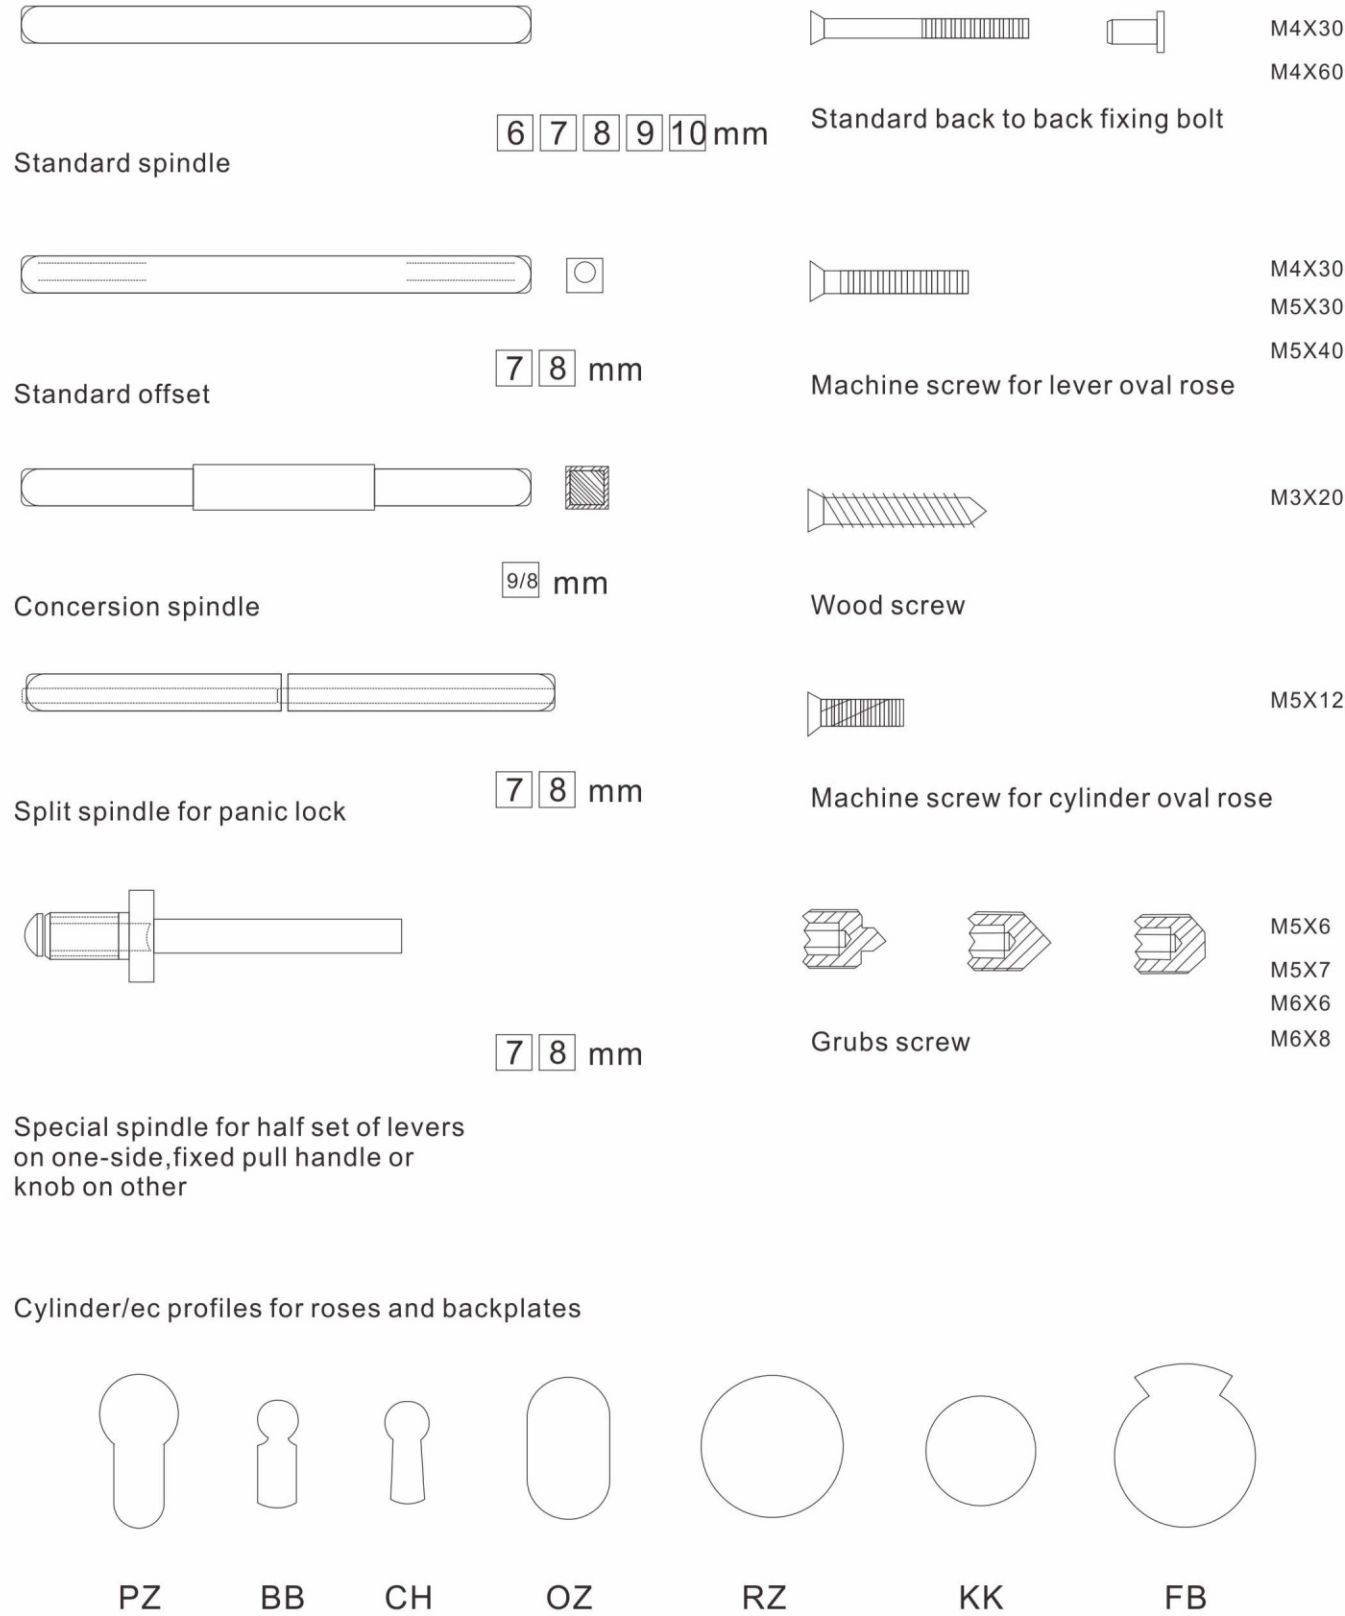 6 7 8 9 10 mm
Standard spindle
7 8 mm
Standard offset
9/8 mm
Concersion spindle
7 8 mm
Split spindle for panic lock
7 8 mm
Special spindle for half set of levers
on one-side,fixed pull handle or
knob on other
M4X30
M4X60
Standard back to back fixing bolt
M4X30
M5X30
M5X40
Machine screw for lever oval rose
M3X20
Wood screw
M5X12
Machine screw for cylinder oval rose
M5X6
M5X7
M6X6
M6X8
Grubs screw
Cylinder/ec profiles for roses and backplates
PZ BB CH OZ RZ KK FB